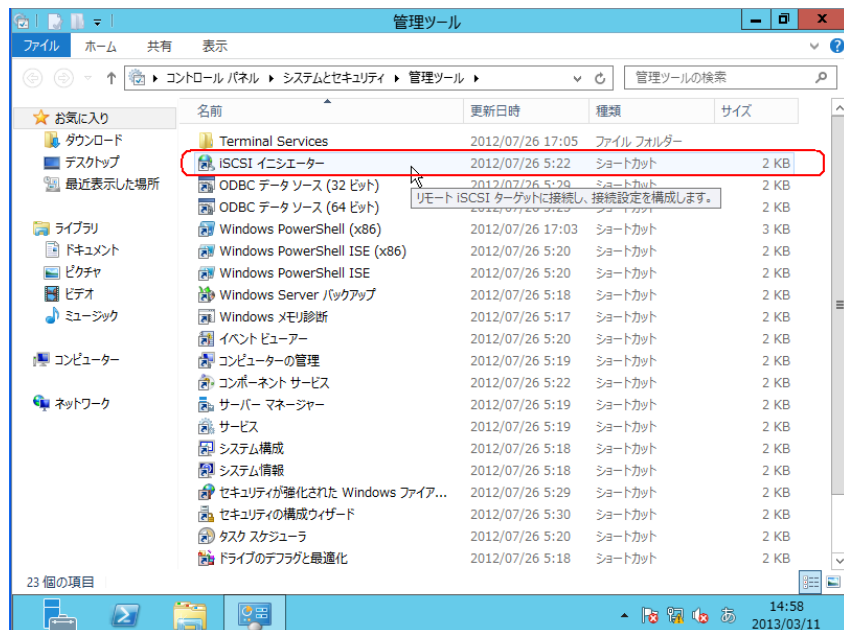 管理ツール
ファイル ホーム 共有 表示
コントロール パネル システムとセキュリティ 管理ツール 管理ツールの検索
お気に入り
ダウンロード
デスクトップ
最近表示した場所
ライブラリ
ドキュメント
ピクチャ
ビデオ
ミュージック
コンピューター
ネットワーク
名前 更新日時 種類 サイズ
Terminal Services 2012/07/26 17:05 ファイル フォルダー
iSCSI イニシエーター 2012/07/26 5:22 ショートカット 2 KB
ODBC データ ソース (32 ビット) 2012/07/26 5:29 ショートカット 2 KB
リモート iSCSI ターゲットに接続し、接続設定を構成します。
ODBC データ ソース (64 ビット) 2 KB
Windows PowerShell (x86) 2012/07/26 17:03 ショートカット 3 KB
Windows PowerShell ISE (x86) 2012/07/26 5:20 ショートカット 2 KB
Windows PowerShell ISE 2012/07/26 5:20 ショートカット 2 KB
Windows Server バックアップ 2012/07/26 5:18 ショートカット 2 KB
Windows メモリ診断 2012/07/26 5:17 ショートカット 2 KB
イベント ビューアー 2012/07/26 5:20 ショートカット 2 KB
コンピューターの管理 2012/07/26 5:19 ショートカット 2 KB
コンポーネント サービス 2012/07/26 5:22 ショートカット 2 KB
サーバー マネージャー 2012/07/26 5:19 ショートカット 2 KB
サービス 2012/07/26 5:19 ショートカット 2 KB
システム構成 2012/07/26 5:18 ショートカット 2 KB
システム情報 2012/07/26 5:18 ショートカット 2 KB
セキュリティが強化された Windows ファイア... 2012/07/26 5:29 ショートカット 2 KB
セキュリティの構成ウィザード 2012/07/26 5:30 ショートカット 2 KB
タスク スケジューラ 2012/07/26 5:20 ショートカット 2 KB
ドライブのデフラグと最適化 2012/07/26 5:18 ショートカット 2 KB
23 個の項目
あ
14:58
2013/03/11